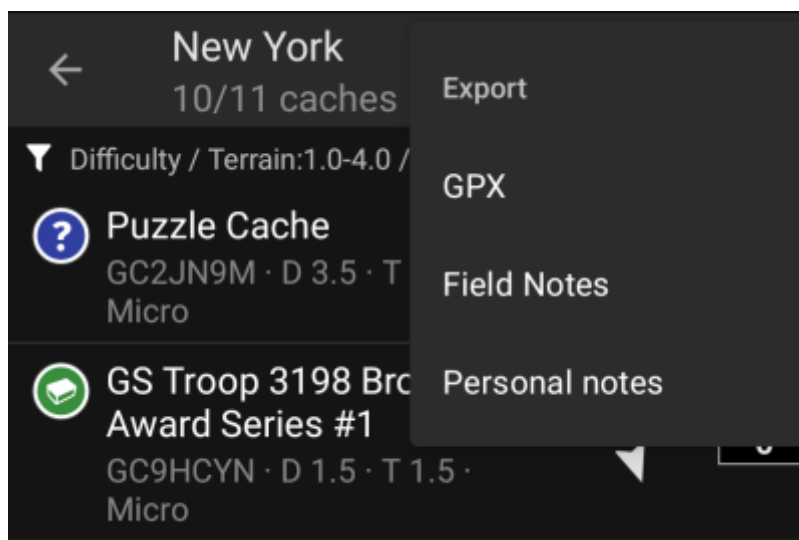 New York
10/11 caches
Difficulty / Terrain:1.0-4.0 /
?
Puzzle Cache
GC2JN9M · D 3.5 · T
Micro
GS Troop 3198 Bro
Award Series #1
GC9HCYN · D 1.5 · T 1.5 ·
Micro
Export
GPX
Field Notes
Personal notes